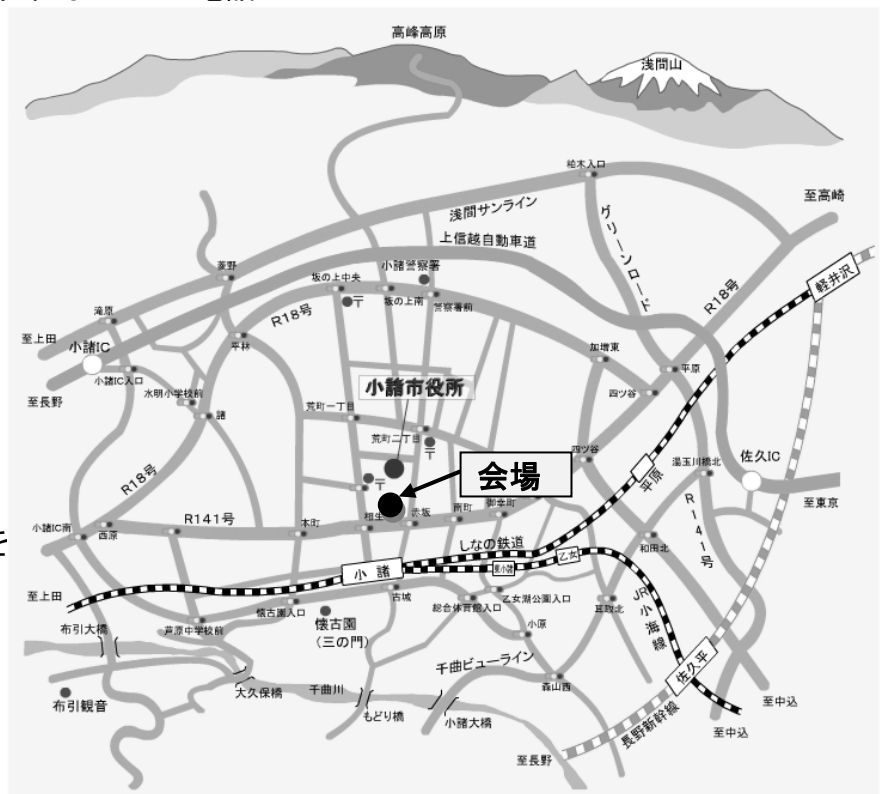 高峰高原
浅間山
柏木入口
至高崎
浅間サンライン
グリーンロード
上信越自動車道
小諸警察署
菱野
坂の上中央
軽井沢
R18号
〒
坂の上南
警察署前
滝原
R18号
至上田
小諸IC
平林
加増東
小諸IC入口
平原
小諸市役所
水明小学校前
四ツ谷
至長野
諸
荒町一丁目
荒町二丁目
〒
四ツ谷
佐久IC
湯玉川橋北
会場
平原
R18号
〒
至東京
R141号
御幸町
南町
赤坂
相生
本町
R141号
小諸IC南
西原
しなの鉄道
和田北
乙女
東小諸
小諸
至上田
古城
懐古園入口
総合体育館入口
乙女湖公園入口
耳取北
JR小海線
布引大橋
芦原中学校前
懐古園
(三の門)
小原
千曲ビューライン
佐久平
大久保橋
千曲川
森山西
布引観音
もどり橋
小諸大橋
長野新幹線
至中込
至中込
至長野